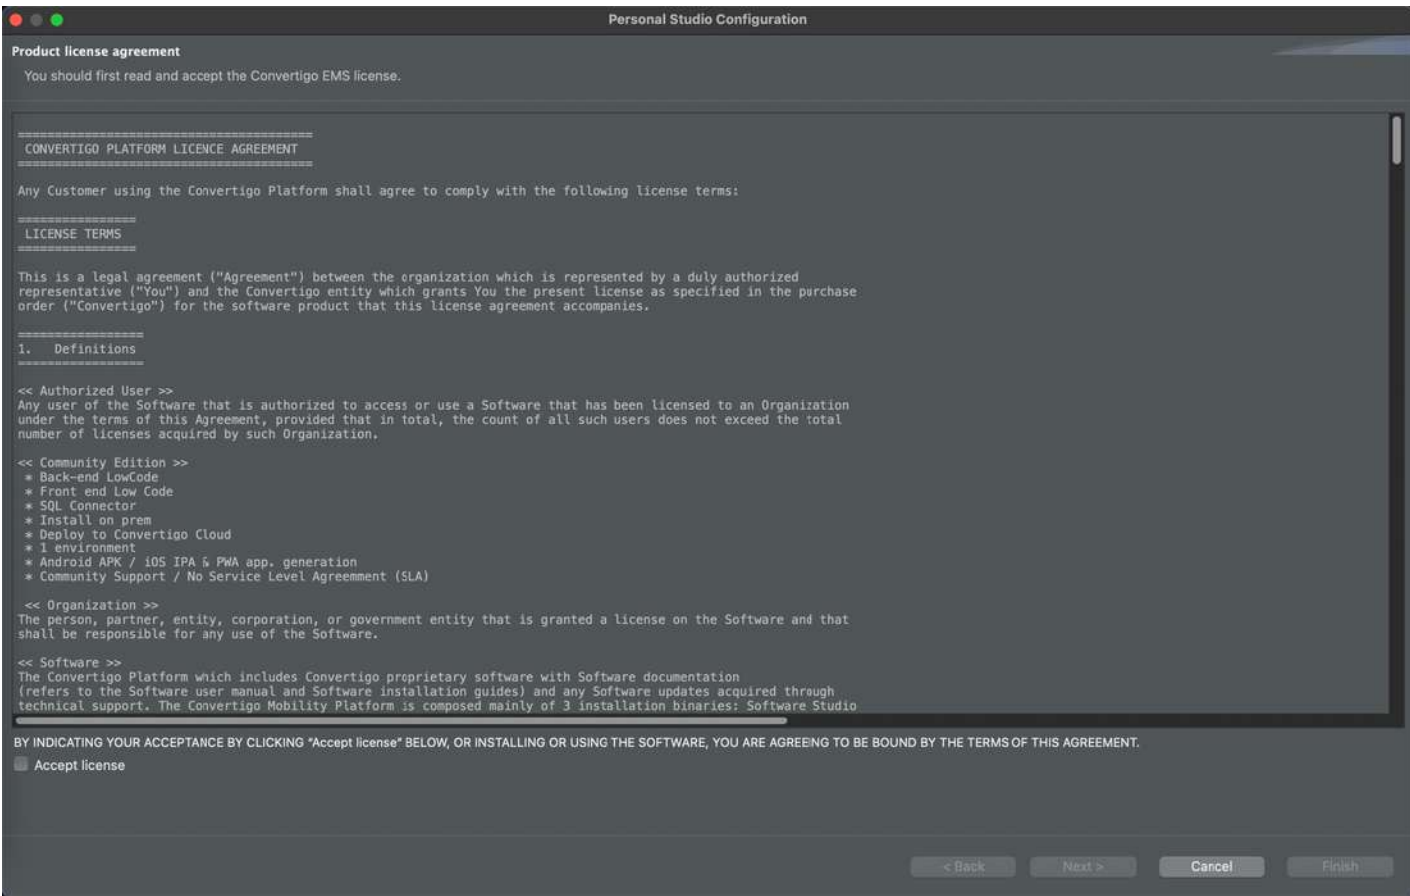 Personal Studio Configuration
Product license agreement
You should first read and accept the Convertigo EMS license.
========================================
CONVERTIGO PLATFORM LICENCE AGREEMENT
========================================
Any Customer using the Convertigo Platform shall agree to comply with the following license terms:
================
LICENSE TERMS
================
This is a legal agreement ("Agreement") between the organization which is represented by a duly authorized
representative ("You") and the Convertigo entity which grants You the present license as specified in the purchase
order ("Convertigo") for the software product that this license agreement accompanies.
=================
1.   Definitions
=================
<< Authorized User >>
Any user of the Software that is authorized to access or use a Software that has been licensed to an Organization
under the terms of this Agreement, provided that in total, the count of all such users does not exceed the total
number of licenses acquired by such Organization.
<< Community Edition >>
* Back-end LowCode
* Front end Low Code
* SQL Connector
* Install on prem
* Deploy to Convertigo Cloud
* 1 environment
* Android APK / iOS IPA & PWA app. generation
* Community Support / No Service Level Agreemment (SLA)
<< Organization >>
The person, partner, entity, corporation, or government entity that is granted a license on the Software and that
shall be responsible for any use of the Software.
<< Software >>
The Convertigo Platform which includes Convertigo proprietary software with Software documentation
(refers to the Software user manual and Software installation guides) and any Software updates acquired through
technical support. The Convertigo Mobility Platform is composed mainly of 3 installation binaries: Software Studio
BY INDICATING YOUR ACCEPTANCE BY CLICKING "Accept license" BELOW, OR INSTALLING OR USING THE SOFTWARE, YOU ARE AGREEING TO BE BOUND BY THE TERMS OF THIS AGREEMENT.
Accept license
< Back
Next >
Cancel
Finish